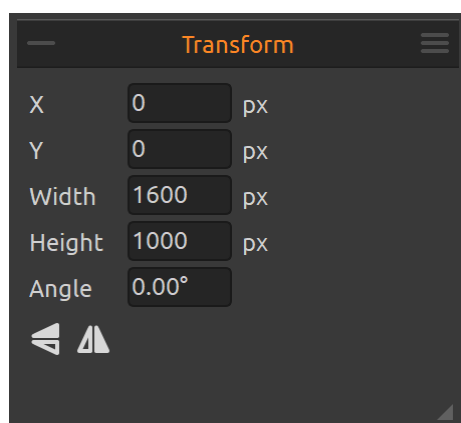 Transform
X 0 px
Y 0 px
Width 1600 px
Height 1000 px
Angle 0.00°